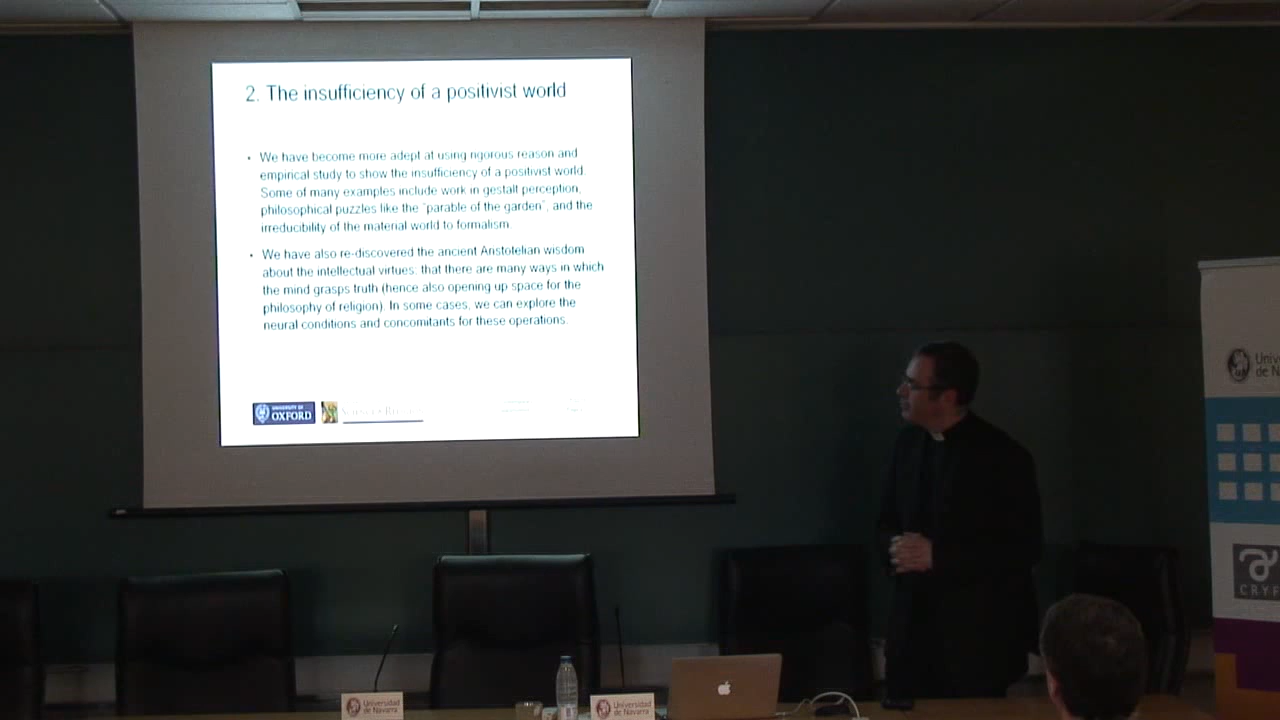 2. The insufficiency of a positivist world
• We have become more adept at using rigorous reason and
empirical study to show the insufficiency of a positivist world.
Some of many examples include work in gestalt perception,
philosophical puzzles like the "parable of the garden", and the
irreducibility of the material world to formalism.
• We have also re-discovered the ancient Aristotelian wisdom
about the intellectual virtues: that there are many ways in which
the mind grasps truth (hence also opening up space for the
philosophy of religion). In some cases, we can explore the
neural conditions and concomitants for these operations.
UNIVERSITY OF
OXFORD
Universidad
de Navarra
Universidad
de Navarra
Univer
de N
CRYF